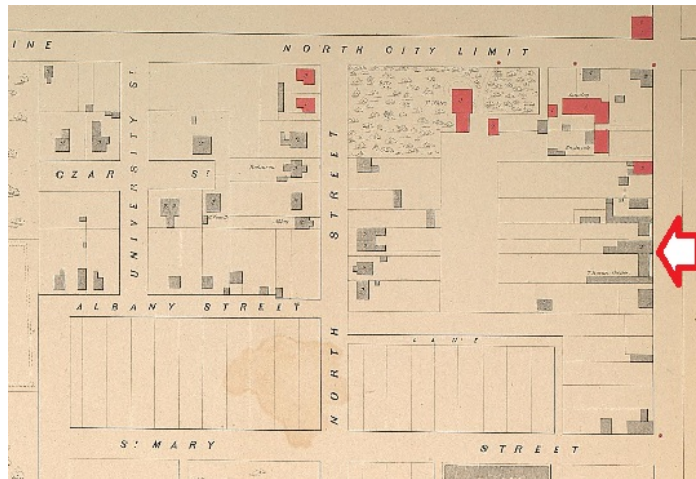 INE
NORTH CITY LIMIT
UNIVERSITY ST.
CZAR ST.
STREET
ALBANY STREET
LANE
NORTH
ST. MARY STREET